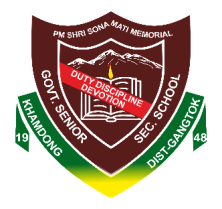 PM SHRI SONA MATI MEMORIAL
GOVT. SENIOR SEC. SCHOOL
DUTY DISCIPLINE
DEVOTION
19 48
KHAMDONG DIST-GANGTOK